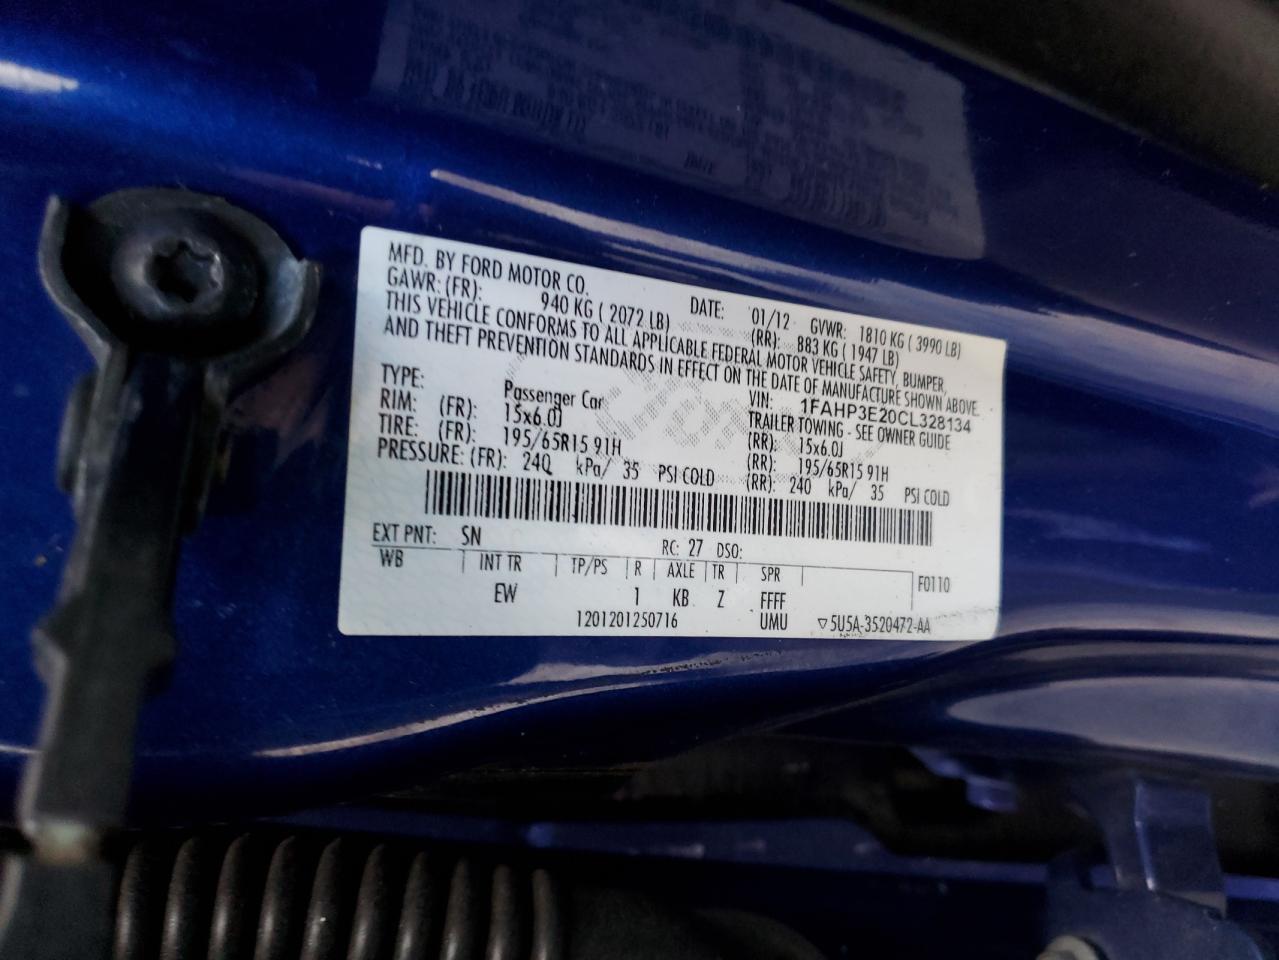 MFD. BY FORD MOTOR CO. DATE: 01/12 GVWR: 1810 KG ( 3990 LB)
GAWR: (FR): 940 KG ( 2072 LB) (RR): 883 KG ( 1947 LB)
THIS VEHICLE CONFORMS TO ALL APPLICABLE FEDERAL MOTOR VEHICLE SAFETY, BUMPER,
AND THEFT PREVENTION STANDARDS IN EFFECT ON THE DATE OF MANUFACTURE SHOWN ABOVE.
VIN: 1FAHP3E20CL328134
TYPE: Passenger Car TRAILER TOWING - SEE OWNER GUIDE
RIM: (FR): 15x6.0J (RR): 15x6.0J
TIRE: (FR): 195/65R15 91H (RR): 195/65R15 91H
PRESSURE: (FR): 240 kPa/ 35 PSI COLD (RR): 240 kPa/ 35 PSI COLD
EXT PNT: SN RC: 27 DSO:
WB INT TR TP/PS R AXLE TR SPR F0110
EW 1 KB Z FFFF
1201201250716 UMU ▽5U5A-3520472-AA